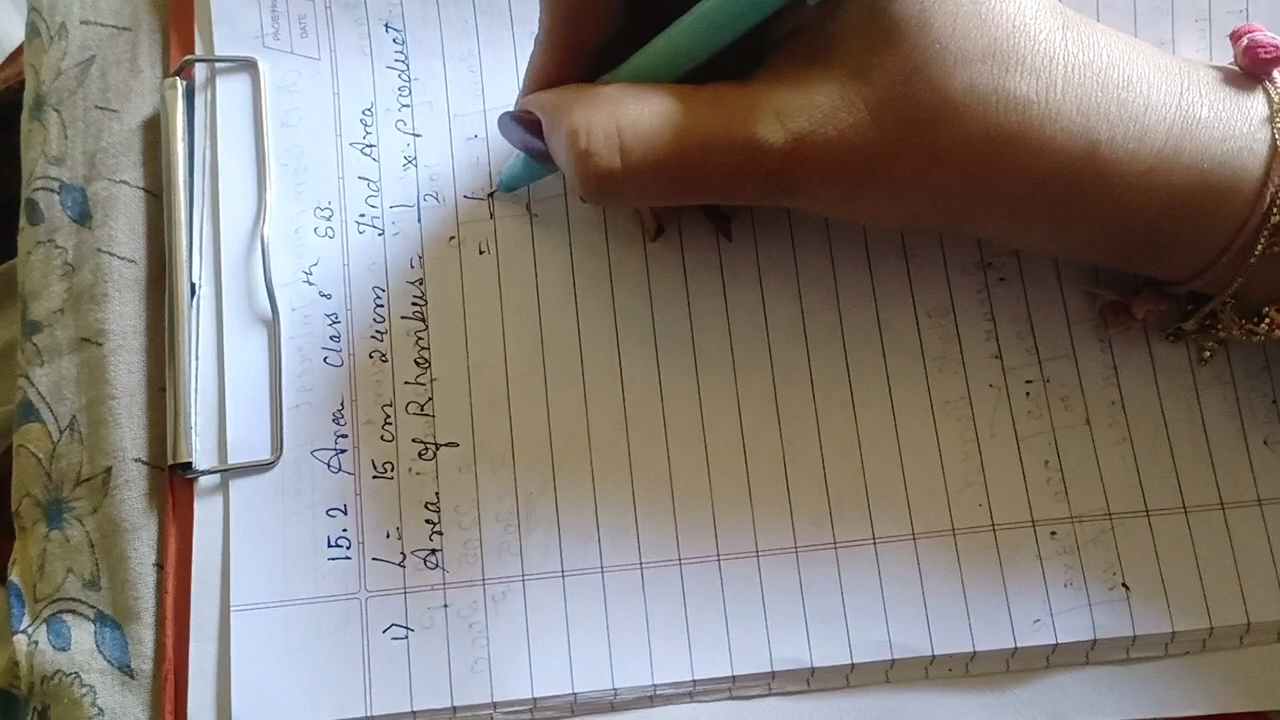 PAGE NO.
DATE
15.2 Area Class 8th SB.
1) L= 15 cm 24cm Find Area
Area of Rhombus = 1/2 x product
= 1